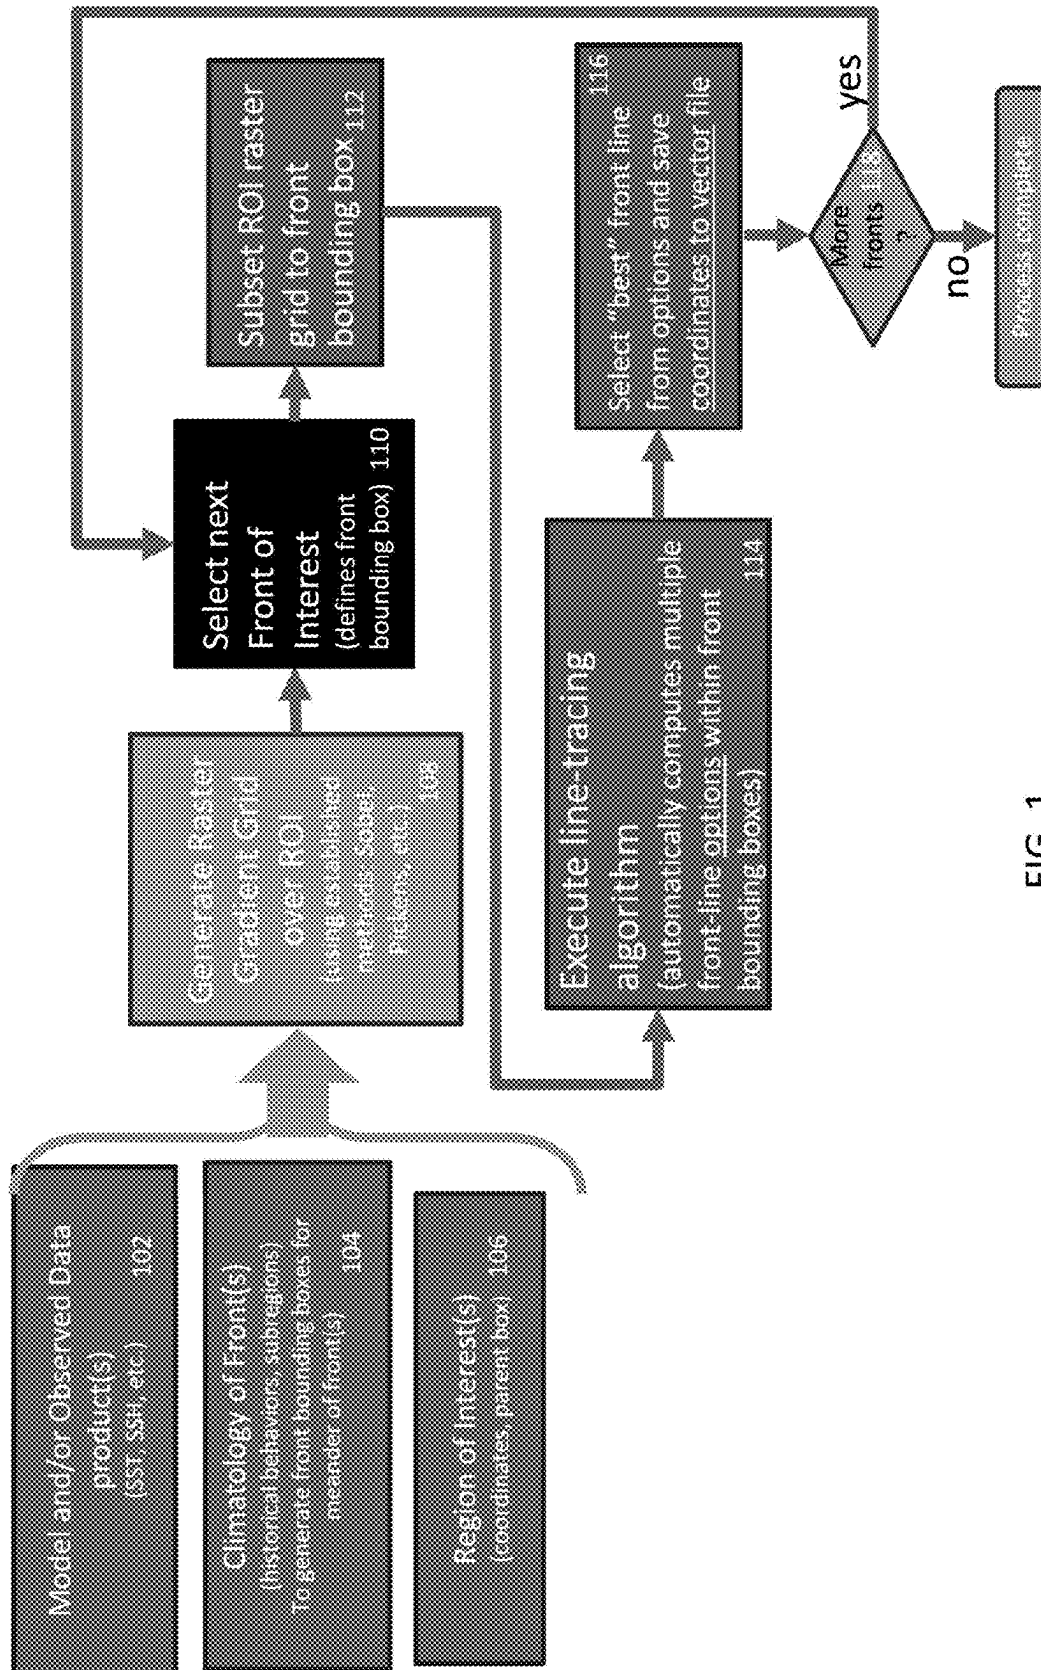 Model and/or Observed Data
product(s)
(SST, SSH, etc.) 102
Climatology of Front(s)
(historical behaviors, subregions)
To generate front bounding boxes for
meander of front(s) 104
Region of Interest(s)
(coordinates, parent box) 106
Generate Raster
Gradient Grid
over ROI
(using established
methods Sobel,
Pickens, etc.)
108
Select next
Front of
Interest
(defines front
bounding box) 110
Subset ROI raster
grid to front
bounding box 112
Execute line-tracing
algorithm
(automatically computes multiple
front-line options within front
bounding boxes) 114
Select "best" front line 116
from options and save
coordinates to vector file
More
fronts 118
?
yes
no
Process complete
FIG. 1